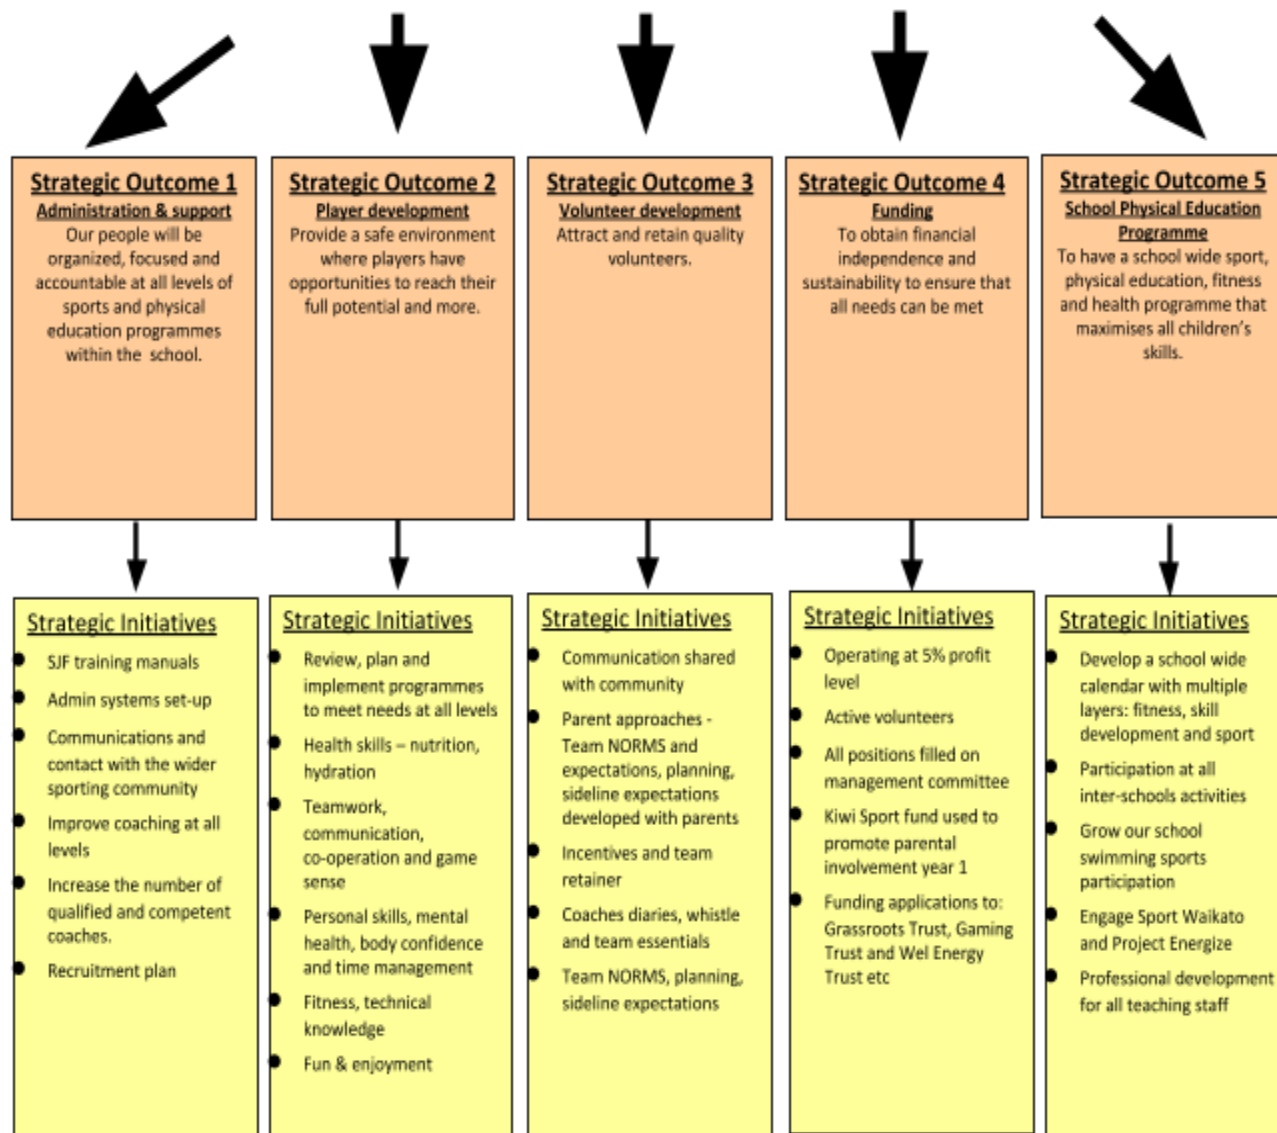 Strategic Outcome 1
Administration & support
Our people will be
organized, focused and
accountable at all levels of
sports and physical
education programmes
within the school.
Strategic Outcome 2
Player development
Provide a safe environment
where players have
opportunities to reach their
full potential and more.
Strategic Outcome 3
Volunteer development
Attract and retain quality
volunteers.
Strategic Outcome 4
Funding
To obtain financial
independence and
sustainability to ensure that
all needs can be met
Strategic Outcome 5
School Physical Education
Programme
To have a school wide sport,
physical education, fitness
and health programme that
maximises all children's
skills.
Strategic Initiatives
● SJF training manuals
● Admin systems set-up
● Communications and
contact with the wider
sporting community
● Improve coaching at all
levels
● Increase the number of
qualified and competent
coaches.
● Recruitment plan
Strategic Initiatives
● Review, plan and
implement programmes
to meet needs at all levels
● Health skills – nutrition,
hydration
● Teamwork,
communication,
co-operation and game
sense
● Personal skills, mental
health, body confidence
and time management
● Fitness, technical
knowledge
● Fun & enjoyment
Strategic Initiatives
● Communication shared
with community
● Parent approaches -
Team NORMS and
expectations, planning,
sideline expectations
developed with parents
● Incentives and team
retainer
● Coaches diaries, whistle
and team essentials
● Team NORMS, planning,
sideline expectations
Strategic Initiatives
● Operating at 5% profit
level
● Active volunteers
● All positions filled on
management committee
● Kiwi Sport fund used to
promote parental
involvement year 1
● Funding applications to:
Grassroots Trust, Gaming
Trust and Wel Energy
Trust etc
Strategic Initiatives
● Develop a school wide
calendar with multiple
layers: fitness, skill
development and sport
● Participation at all
inter-schools activities
● Grow our school
swimming sports
participation
● Engage Sport Waikato
and Project Energize
● Professional development
for all teaching staff